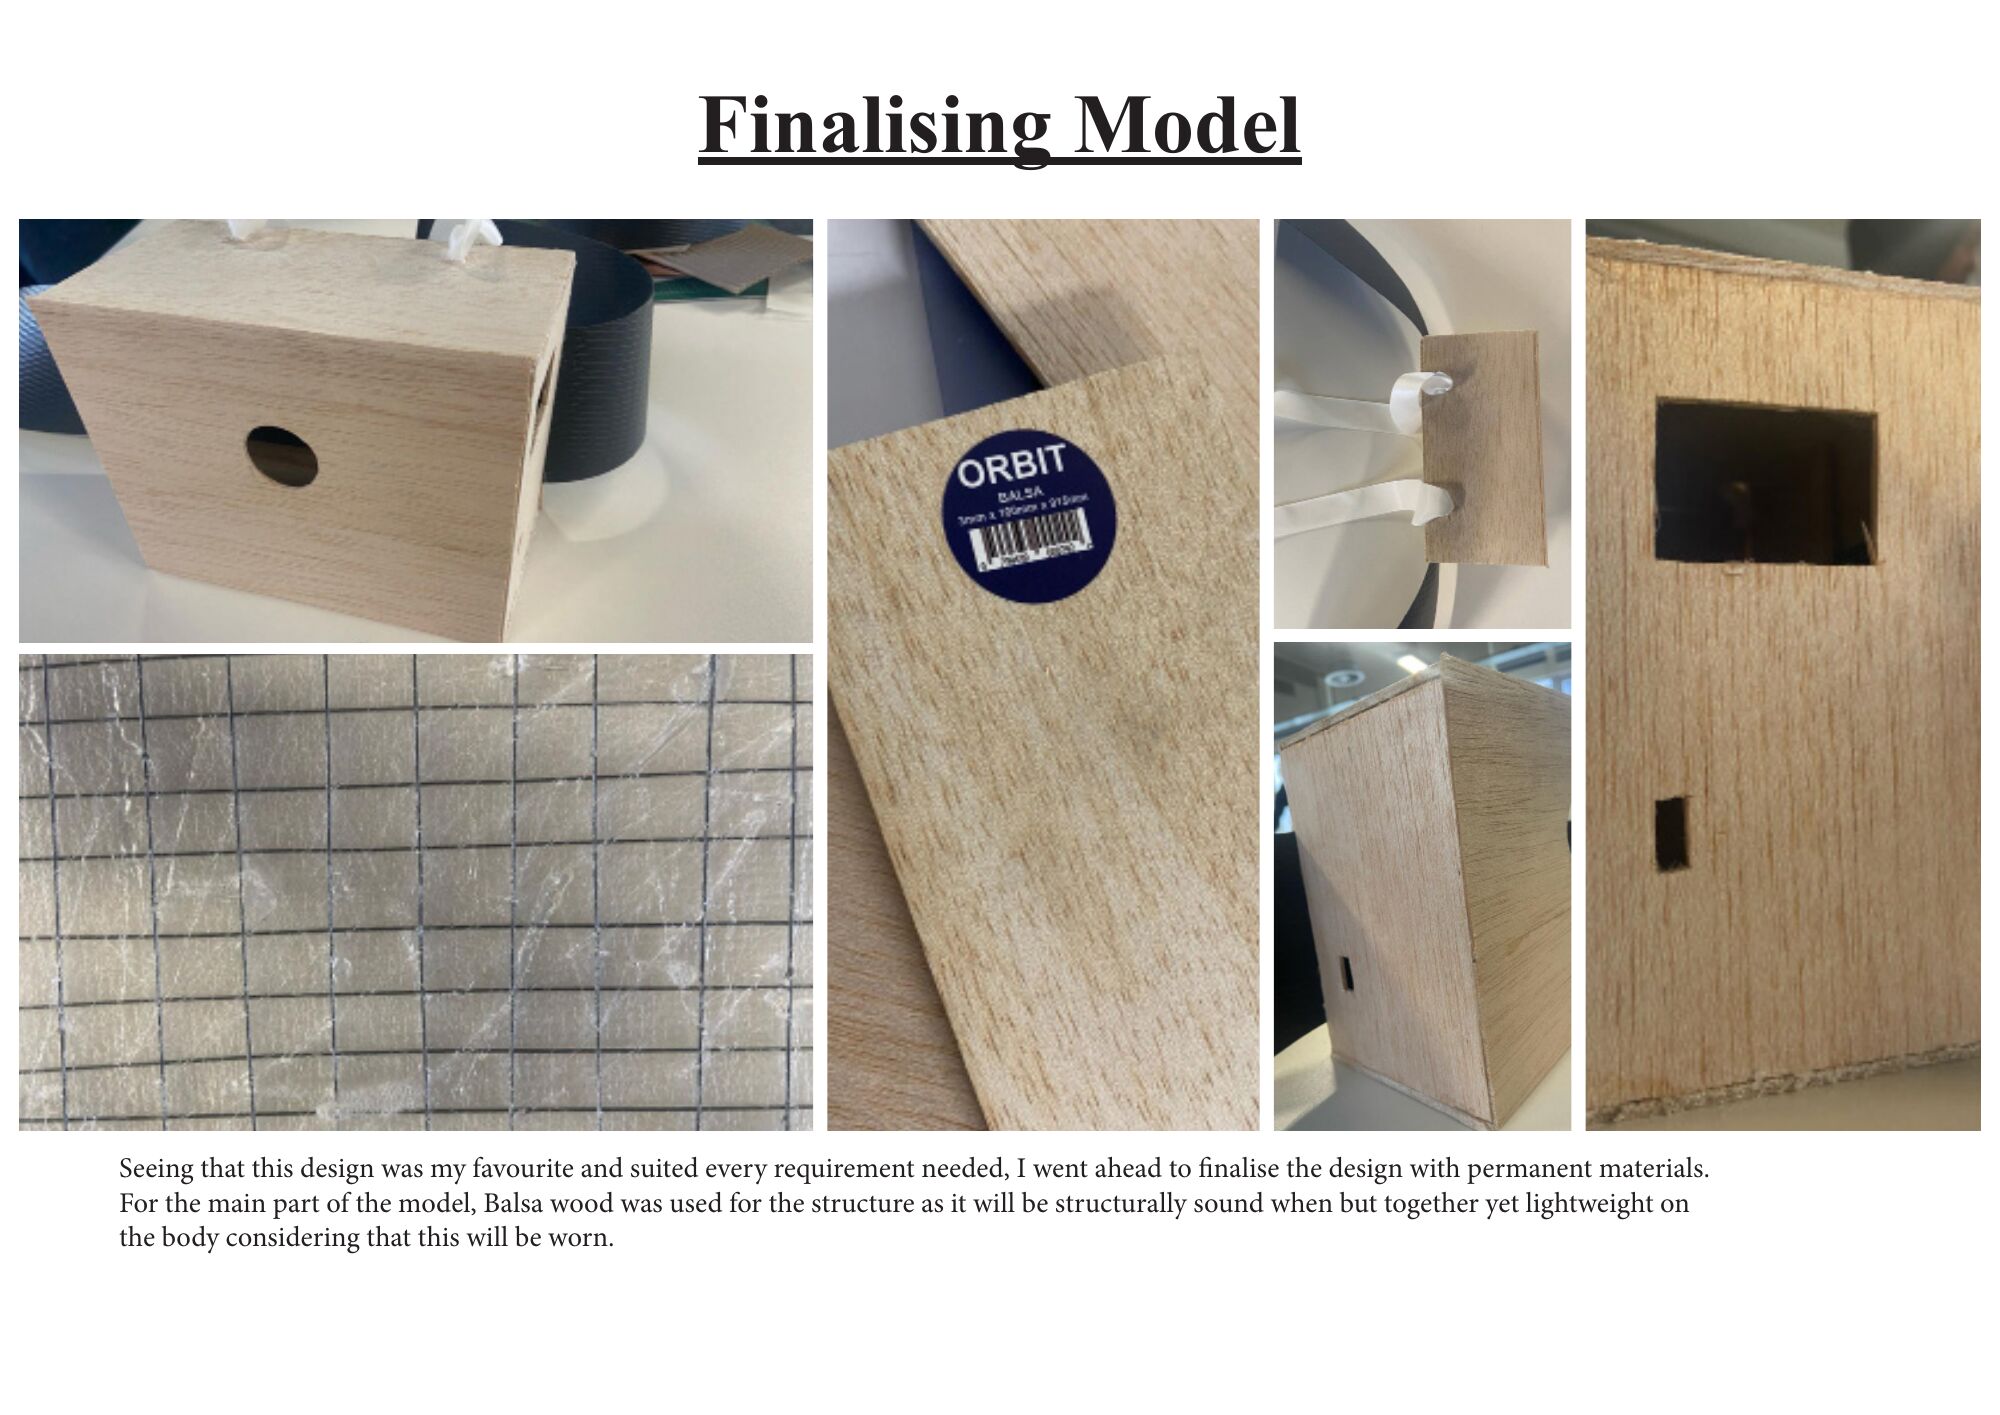 Finalising Model
ORBIT
BALSA
Seeing that this design was my favourite and suited every requirement needed, I went ahead to finalise the design with permanent materials.
For the main part of the model, Balsa wood was used for the structure as it will be structurally sound when but together yet lightweight on
the body considering that this will be worn.